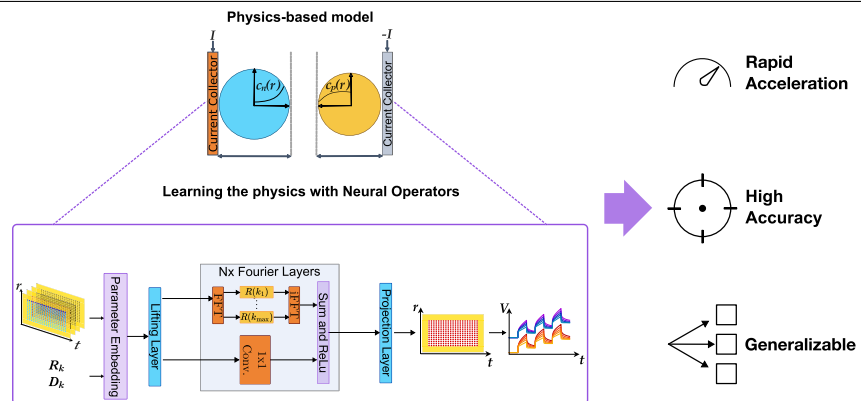 Physics-based model
I
-I
Current Collector
cₙ(r)
cₚ(r)
Current Collector
Learning the physics with Neural Operators
r
t
Rₖ
Dₖ
Parameter Embedding
Lifting Layer
Nx Fourier Layers
FFT
R(k₁)
⋮
R(kₘₐₓ)
iFFT
1x1
Conv.
Sum and ReLu
Projection Layer
r
t
V
t
Rapid
Acceleration
High
Accuracy
Generalizable